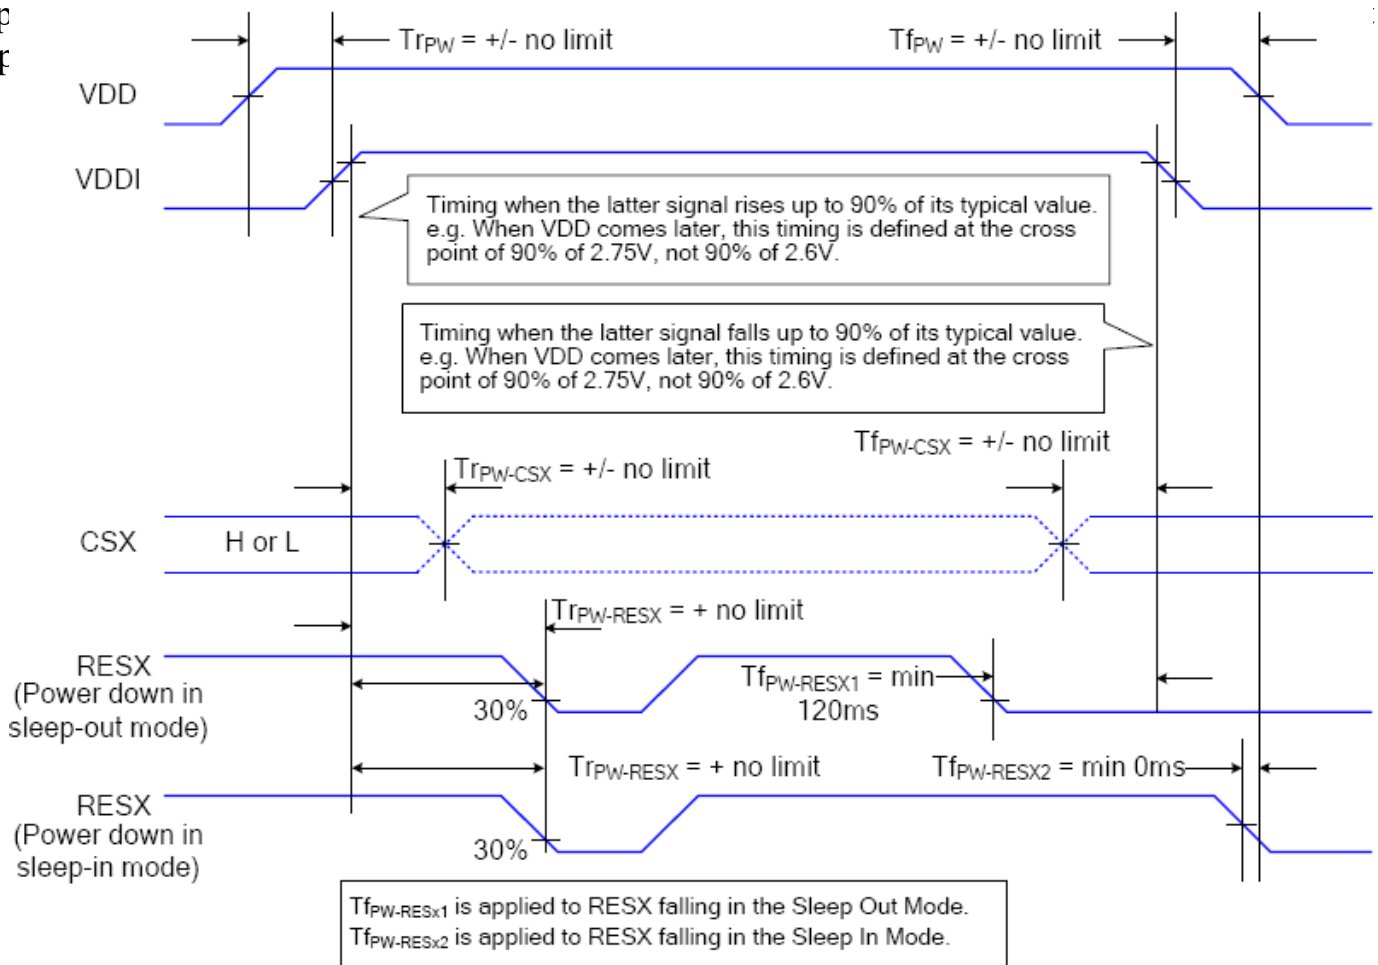 p
TrPW = +/- no limit
TfPW = +/- no limit
VDD
VDDI
Timing when the latter signal rises up to 90% of its typical value.
e.g. When VDD comes later, this timing is defined at the cross
point of 90% of 2.75V, not 90% of 2.6V.
Timing when the latter signal falls up to 90% of its typical value.
e.g. When VDD comes later, this timing is defined at the cross
point of 90% of 2.75V, not 90% of 2.6V.
TfPW-CSX = +/- no limit
TrPW-CSX = +/- no limit
CSX
H or L
TrPW-RESX = + no limit
RESX
(Power down in
sleep-out mode)
30%
TfPW-RESX1 = min
120ms
TrPW-RESX = + no limit
TfPW-RESX2 = min 0ms
RESX
(Power down in
sleep-in mode)
30%
TfPW-RESx1 is applied to RESX falling in the Sleep Out Mode.
TfPW-RESx2 is applied to RESX falling in the Sleep In Mode.